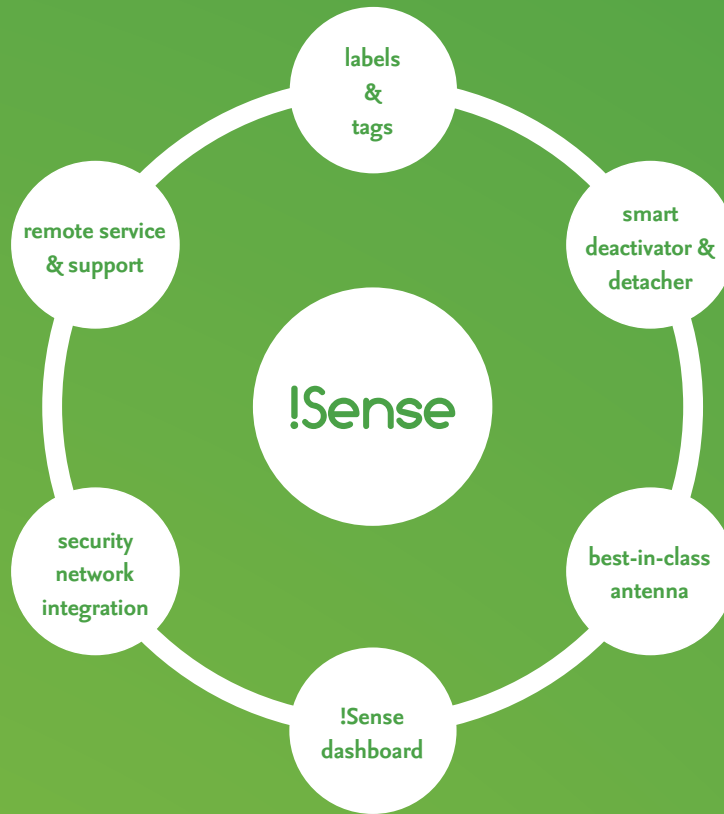 labels
&
tags
smart
deactivator &
detacher
best-in-class
antenna
!Sense
dashboard
security
network
integration
remote service
& support
!Sense